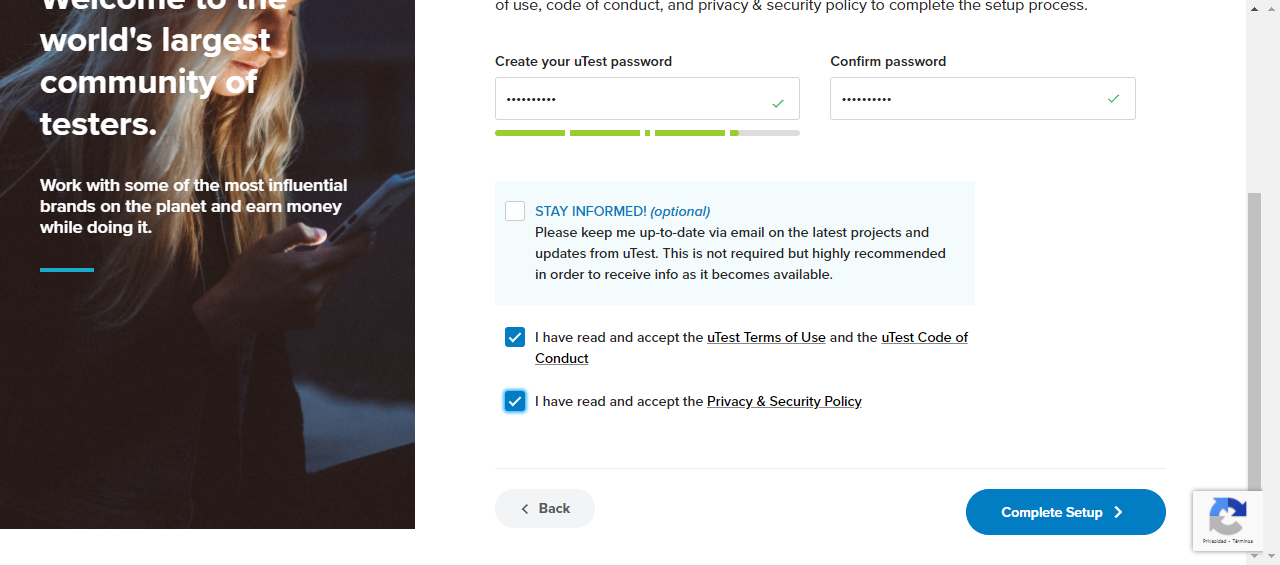 Welcome to the
world's largest
community of
testers.
Work with some of the most influential
brands on the planet and earn money
while doing it.
of use, code of conduct, and privacy & security policy to complete the setup process.
Create your uTest password
Confirm password
••••••••••
••••••••••
STAY INFORMED! (optional)
Please keep me up-to-date via email on the latest projects and
updates from uTest. This is not required but highly recommended
in order to receive info as it becomes available.
I have read and accept the uTest Terms of Use and the uTest Code of
Conduct
I have read and accept the Privacy & Security Policy
Back
Complete Setup
Privacidad - Términos